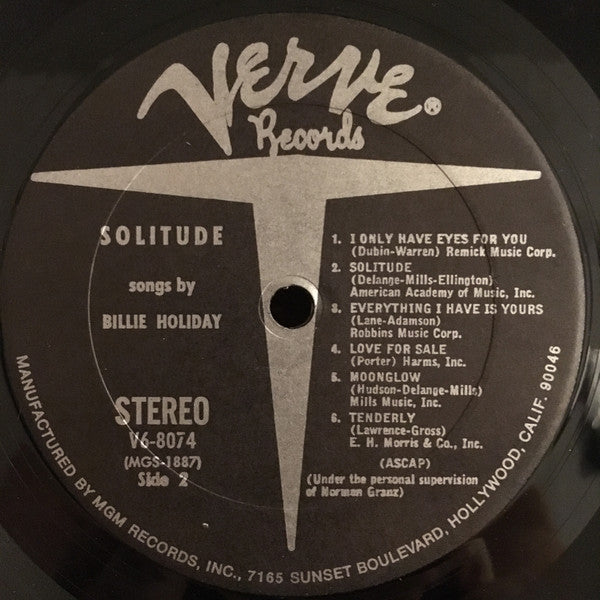 VERVE®
Records
SOLITUDE
songs by
BILLIE HOLIDAY
STEREO
V6-8074
(MGS-1887)
Side 2
1. I ONLY HAVE EYES FOR YOU
(Dubin-Warren) Remick Music Corp.
2. SOLITUDE
(Delange-Mills-Ellington)
American Academy of Music, Inc.
3. EVERYTHING I HAVE IS YOURS
(Lane-Adamson)
Robbins Music Corp.
4. LOVE FOR SALE
(Porter) Harms, Inc.
5. MOONGLOW
(Hudson-Delange-Mills)
Mills Music, Inc.
6. TENDERLY
(Lawrence-Gross)
E. H. Morris & Co., Inc.
(ASCAP)
(Under the personal supervision
of Norman Granz)
MANUFACTURED BY MGM RECORDS, INC., 7165 SUNSET BOULEVARD, HOLLYWOOD, CALIF. 90046